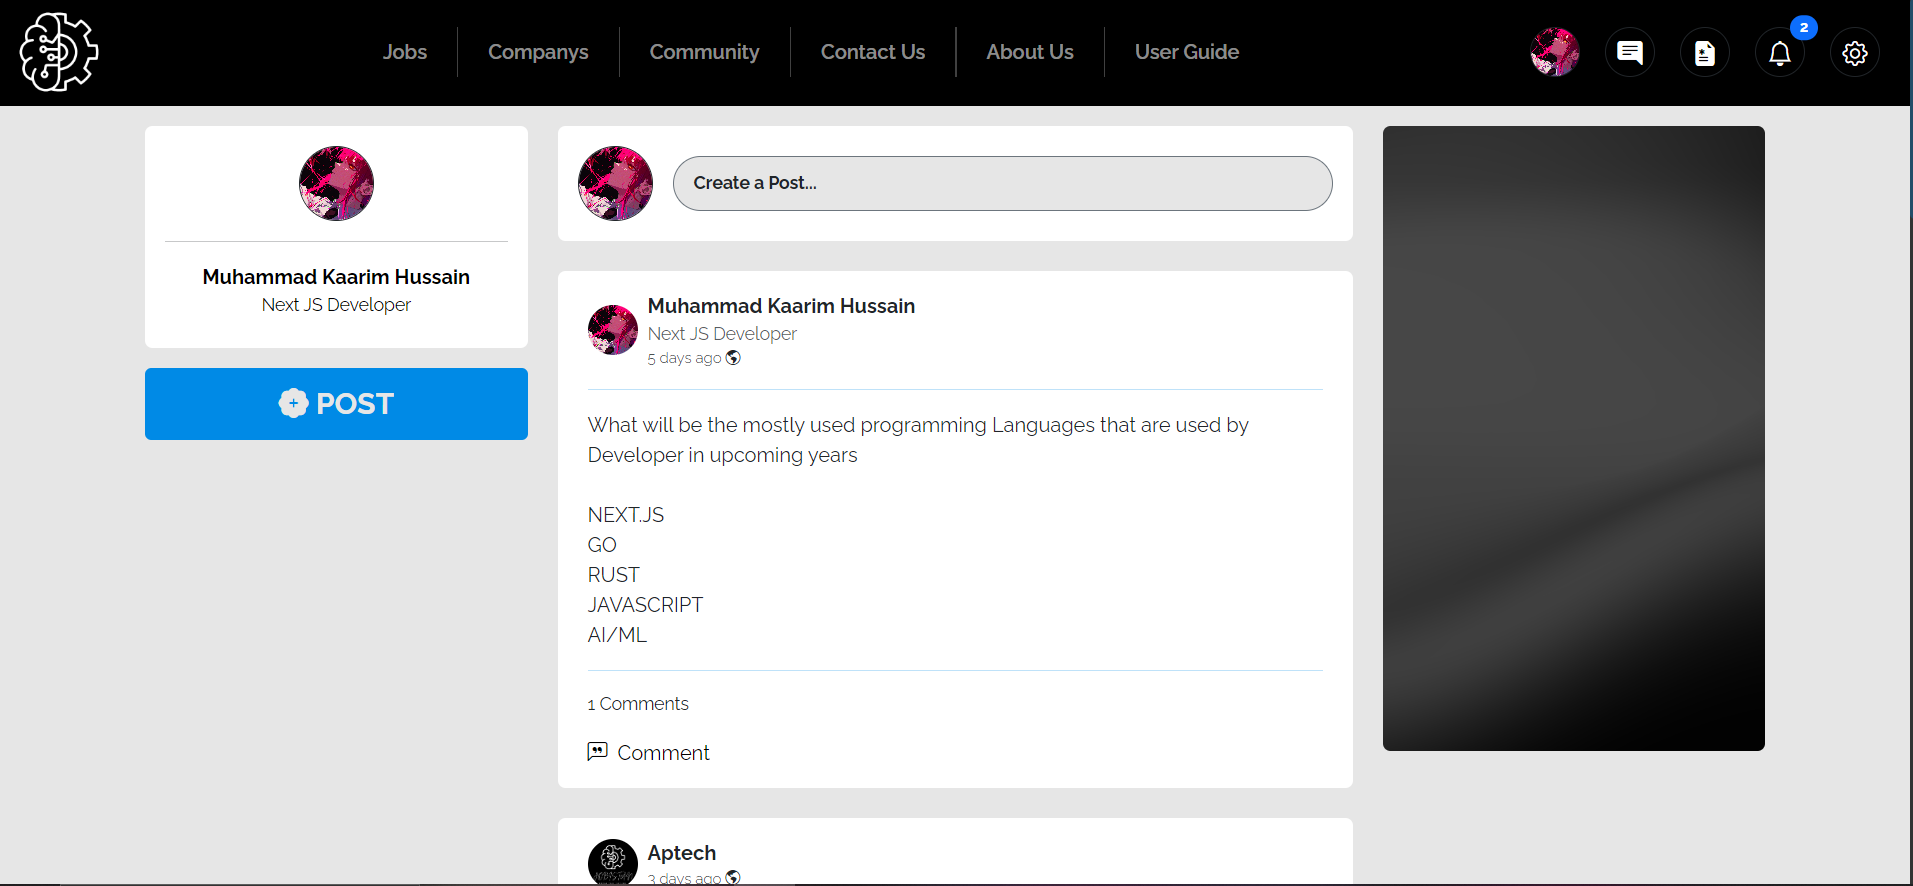 Jobs
Companys
Community
Contact Us
About Us
User Guide
2
Muhammad Kaarim Hussain
Next JS Developer
POST
Create a Post...
Muhammad Kaarim Hussain
Next JS Developer
5 days ago
What will be the mostly used programming Languages that are used by
Developer in upcoming years
NEXT.JS
GO
RUST
JAVASCRIPT
AI/ML
1 Comments
Comment
Aptech
3 days ago